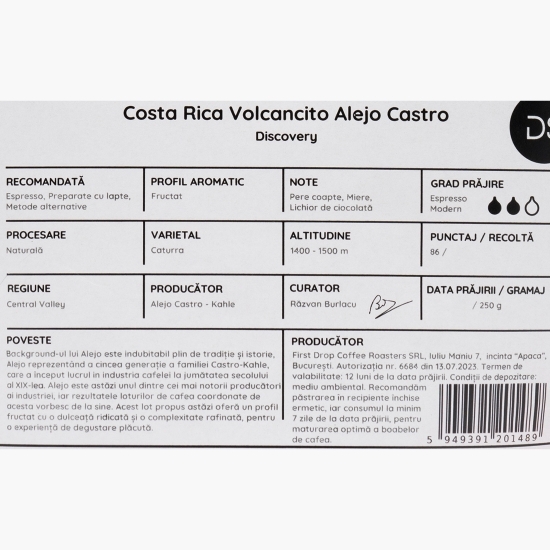 Costa Rica Volcancito Alejo Castro
Discovery
DS
RECOMANDATĂ
Espresso, Preparate cu lapte,
Metode alternative
PROFIL AROMATIC
Fructat
NOTE
Pere coapte, Miere,
Lichior de ciocolată
GRAD PRĂJIRE
Espresso
Modern
PROCESARE
Naturală
VARIETAL
Caturra
ALTITUDINE
1400 - 1500 m
PUNCTAJ / RECOLTĂ
86 /
REGIUNE
Central Valley
PRODUCĂTOR
Alejo Castro - Kahle
CURATOR
Răzvan Burlacu
DATA PRĂJIRII / GRAMAJ
/ 250 g
POVESTE
Background-ul lui Alejo este indubitabil plin de tradiție și istorie,
Alejo reprezentând a cincea generație a familiei Castro-Kahle,
care a început lucrul in industria cafelei la jumătatea secolului
al XIX-lea. Alejo este astăzi unul dintre cei mai notorii producători
ai industriei, iar rezultatele loturilor de cafea coordonate de
acesta vorbesc de la sine. Acest lot propus astăzi oferă un profil
fructat cu o dulceață ridicată și o complexitate rafinată, pentru
o experiență de degustare plăcută.
PRODUCĂTOR
First Drop Coffee Roasters SRL, Iuliu Maniu 7, incinta "Apaca",
București. Autorizația nr. 6684 din 13.07.2023. Termen de
valabilitate: 12 luni de la data prăjirii. Condiții de depozitare:
mediu ambiental. Recomandăm
păstrarea în recipiente închise
ermetic, iar consumul la minim
7 zile de la data prăjirii, pentru
maturarea optimă a boabelor
de cafea.
5 949391 201489